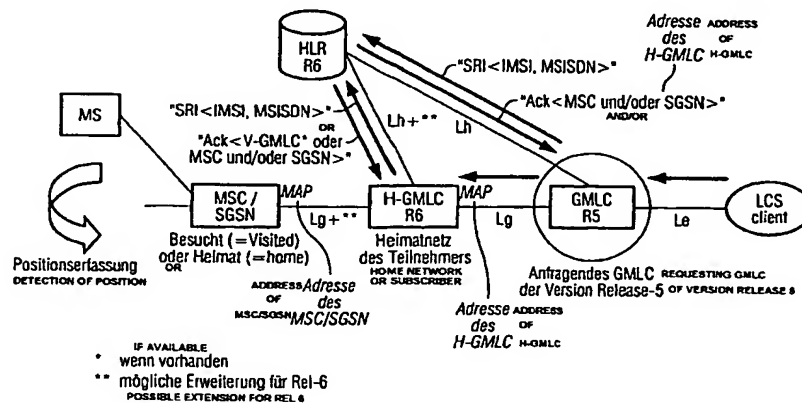 HLR
R6
Adresse ADDRESS
des OF
H-GMLC H-GMLC
"SRI<IMSI, MSISDN>"
"Ack<MSC und/oder SGSN>"
AND/OR
MS
"SRI<IMSI, MSISDN>"
OR
"Ack<V-GMLC* oder
MSC und/oder SGSN>"
Lh+**
Lh
MSC /
SGSN
MAP
Lg+**
H-GMLC
R6
MAP
Lg
GMLC
R5
Le
LCS
client
Besucht (=Visited)
oder Heimat (=home)
OR
Heimatnetz
des Teilnehmers
HOME NETWORK
OR SUBSCRIBER
Positionserfassung
DETECTION OF POSITION
Anfragendes GMLC REQUESTING GMLC
der Version Release-5 OF VERSION RELEASE 5
ADDRESS Adresse
OF des
MSC/SGSN MSC/SGSN
Adresse ADDRESS
des OF
H-GMLC H-GMLC
IF AVAILABLE
* wenn vorhanden
** mögliche Erweiterung für Rel-6
POSSIBLE EXTENSION FOR REL 6